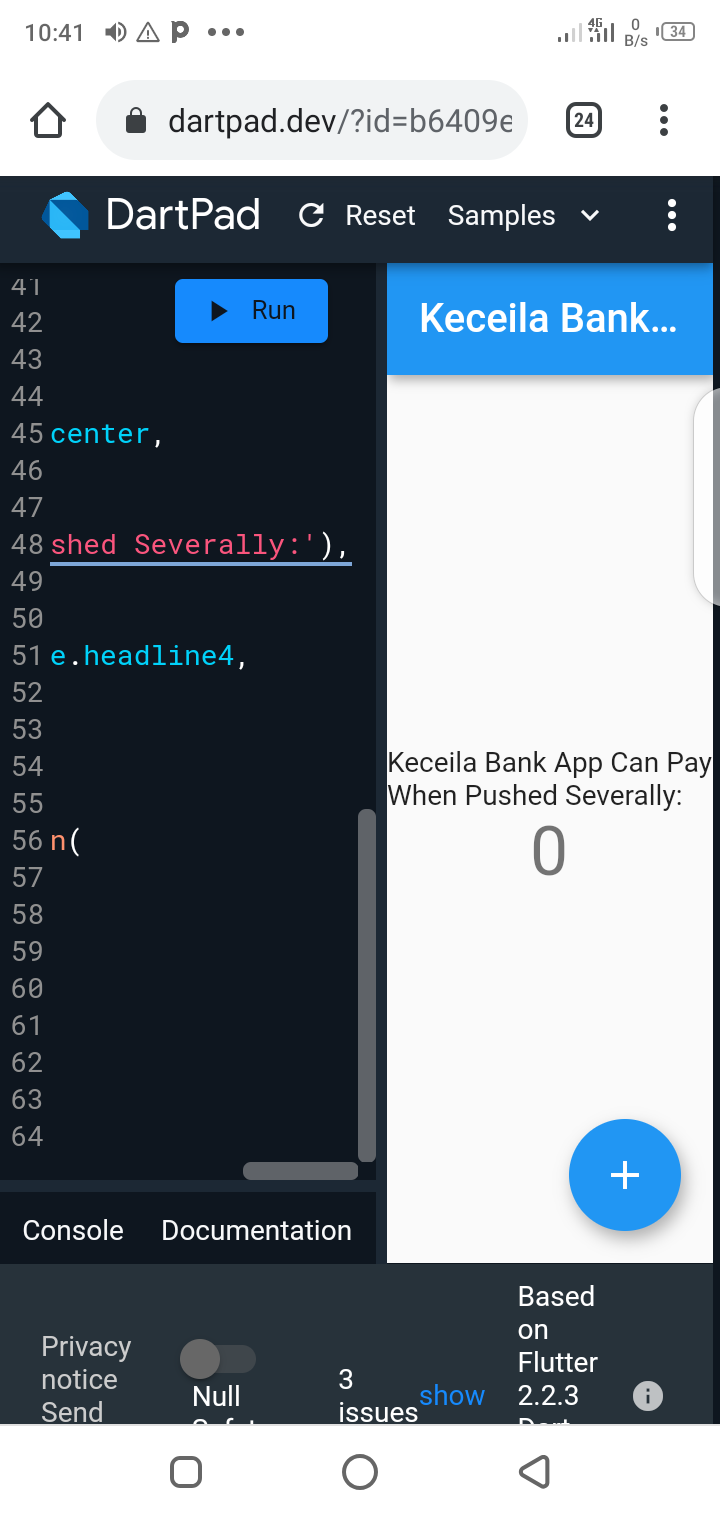 10:41
4G
0
B/s
34
dartpad.dev/?id=b6409e
24
DartPad
Reset
Samples
Run
Keceila Bank...
41
42
43
44
45 center,
46
47
48 shed Severally:'),
49
50
51 e.headline4,
52
53
54
55
56 n(
57
58
59
60
61
62
63
64
Keceila Bank App Can Pay
When Pushed Severally:
0
+
Console
Documentation
Privacy
notice
Send
Null
3
issues
show
Based
on
Flutter
2.2.3